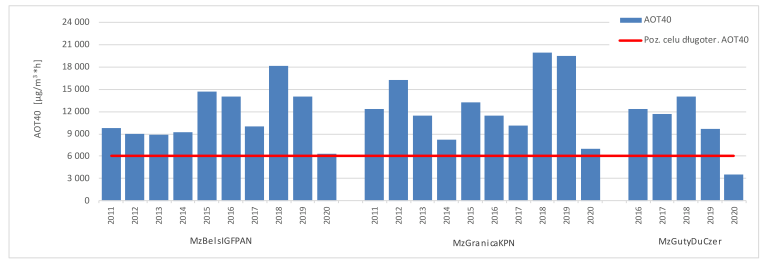 24 000
21 000
18 000
15 000
12 000
9 000
6 000
3 000
0
AOT40 [µg/m³*h]
AOT40
Poz. celu długoter. AOT40
2011 2012 2013 2014 2015 2016 2017 2018 2019 2020 2011 2012 2013 2014 2015 2016 2017 2018 2019 2020 2016 2017 2018 2019 2020
MzBelsIGFPAN MzGranicaKPN MzGutyDuCzer